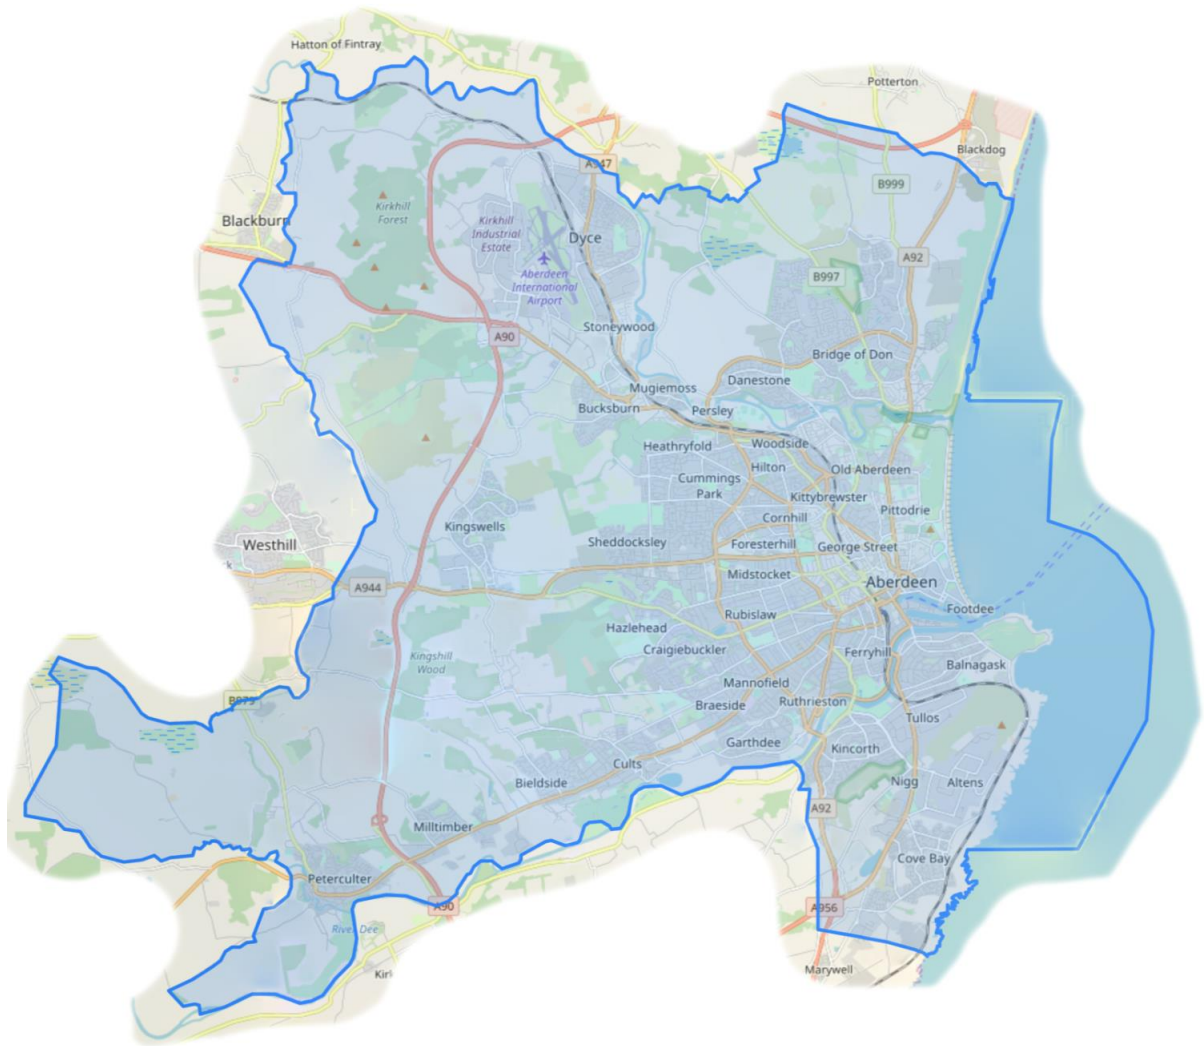 Hatton of Fintray
Potterton
Blackdog
A947
B999
Kirkhill
Forest
Blackburn
Kirkhill
Industrial
Estate
Dyce
A92
Aberdeen
International
Airport
B997
Stoneywood
A90
Bridge of Don
Mugiemoss
Danestone
Bucksburn
Persley
Heathryfold
Woodside
Hilton
Old Aberdeen
Cummings
Park
Kittybrewster
Pittodrie
Cornhill
Kingswells
Westhill
k
Sheddocksley
Foresterhill
George Street
Midstocket
Aberdeen
A944
Footdee
Rubislaw
Hazlehead
Craigiebuckler
Ferryhill
Kingshill
Wood
Balnagask
Mannofield
B979
Braeside
Ruthrieston
Tullos
Garthdee
Kincorth
Cults
Bieldside
Nigg
Altens
A92
Milltimber
Cove Bay
Peterculter
A90
A956
River Dee
Marywell
Kirk